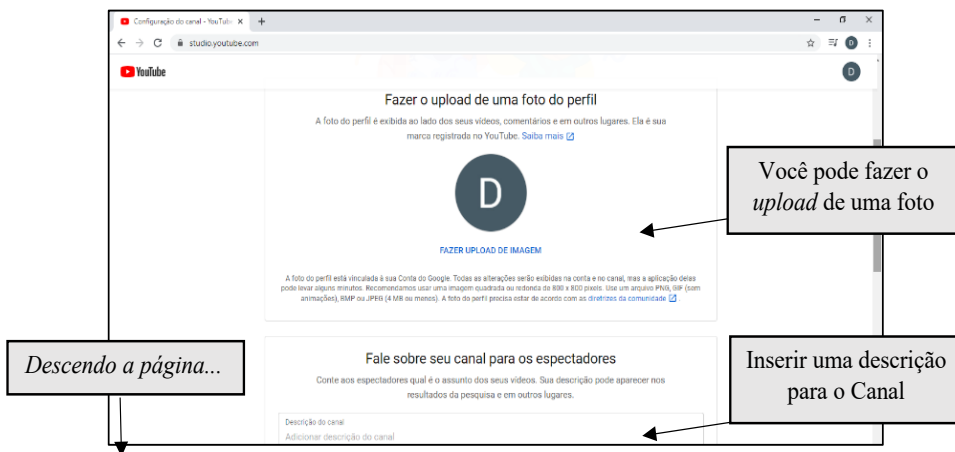 Configuração do canal - YouTube
studio.youtube.com
D
YouTube
D
Fazer o upload de uma foto do perfil
A foto do perfil é exibida ao lado dos seus vídeos, comentários e em outros lugares. Ela é sua
marca registrada no YouTube. Saiba mais
Você pode fazer o
upload de uma foto
D
FAZER UPLOAD DE IMAGEM
A foto do perfil está vinculada à sua Conta do Google. Todas as alterações serão exibidas na conta e no canal, mas a aplicação delas
pode levar alguns minutos. Recomendamos usar uma imagem quadrada ou redonda de 800 x 800 pixels. Use um arquivo PNG, GIF (sem
animações), BMP ou JPEG (4 MB ou menos). A foto do perfil precisa estar de acordo com as diretrizes da comunidade
Descendo a página...
Fale sobre seu canal para os espectadores
Conte aos espectadores qual é o assunto dos seus vídeos. Sua descrição pode aparecer nos
resultados da pesquisa e em outros lugares.
Inserir uma descrição
para o Canal
Descrição do canal
Adicionar descrição do canal